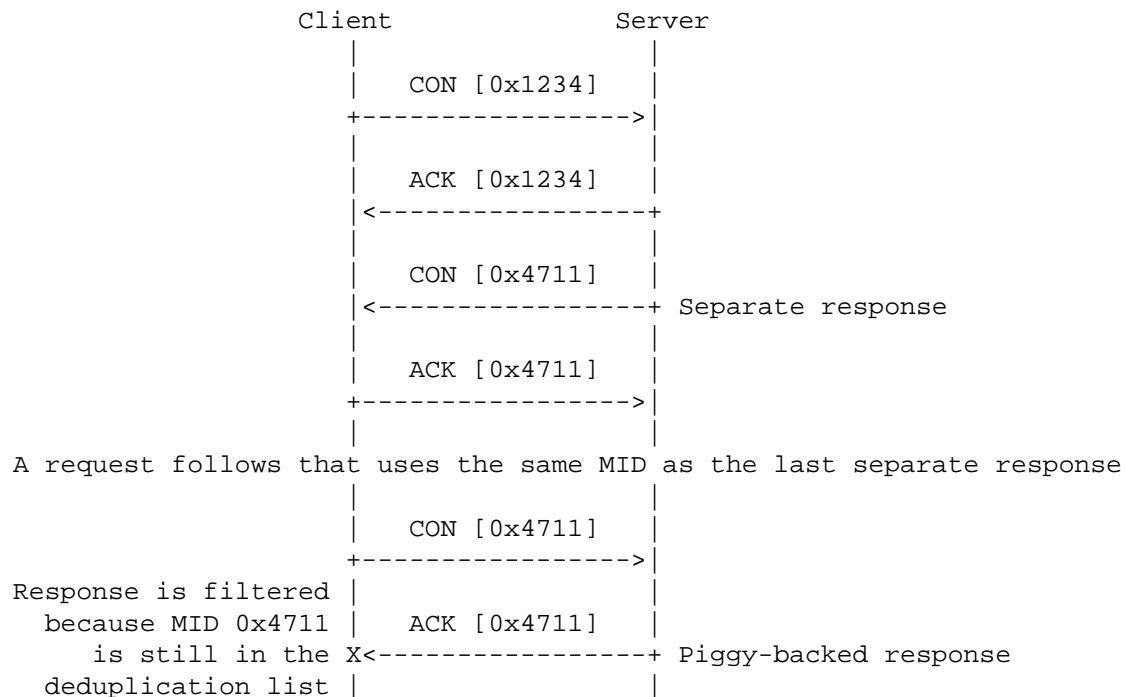 Client Server
CON [0x1234]
ACK [0x1234]
CON [0x4711]
Separate response
ACK [0x4711]
A request follows that uses the same MID as the last separate response
CON [0x4711]
Response is filtered
because MID 0x4711 ACK [0x4711]
is still in the X Piggy-backed response
deduplication list